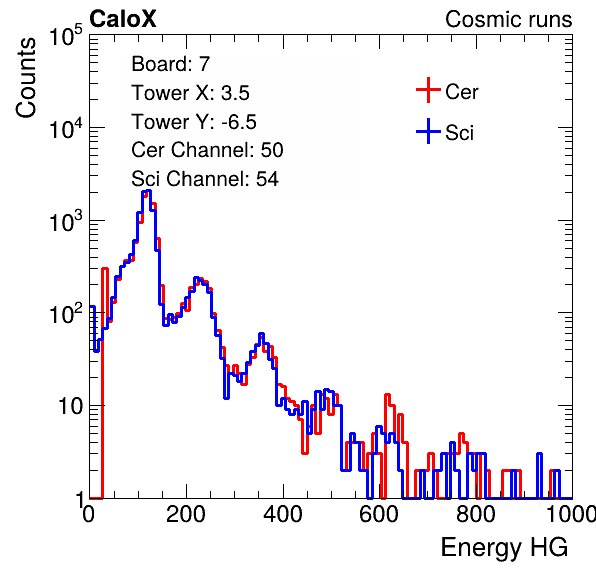 CaloX Cosmic runs
Counts
10^5
10^4
10^3
10^2
10
1
Board: 7
Tower X: 3.5
Tower Y: -6.5
Cer Channel: 50
Sci Channel: 54
Cer
Sci
0 200 400 600 800 1000
Energy HG